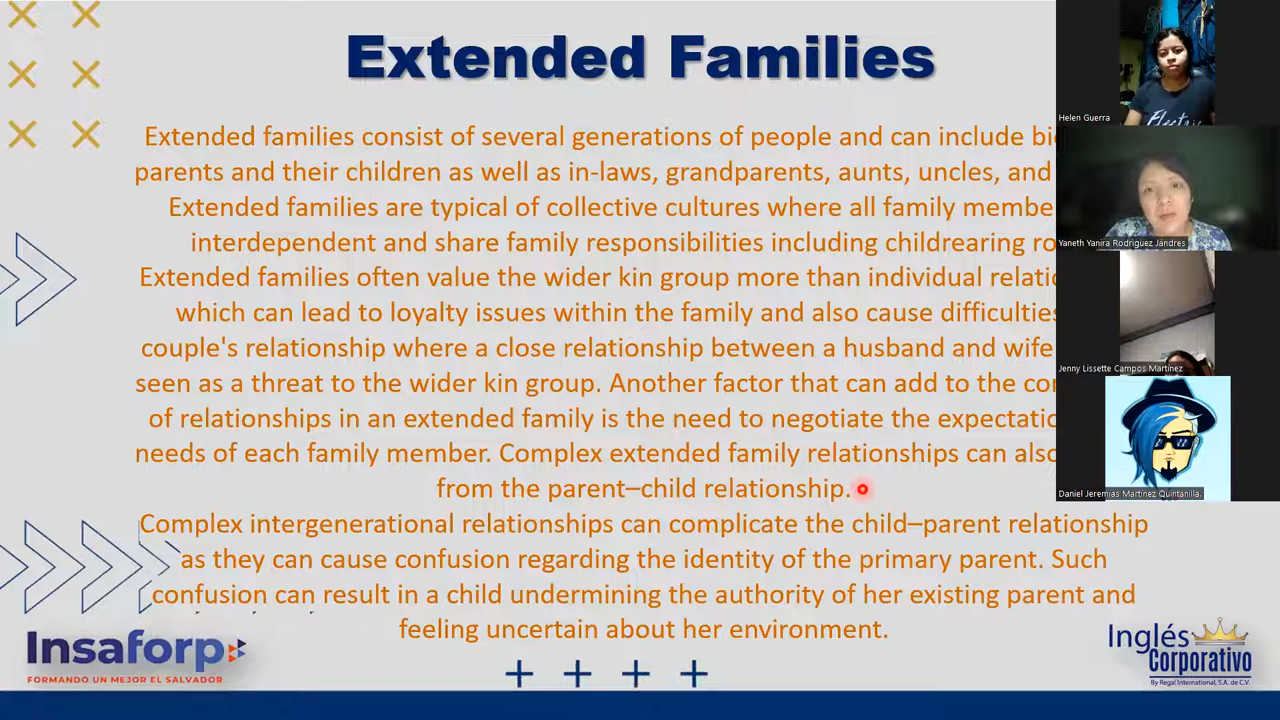 Extended Families
Extended families consist of several generations of people and can include
parents and their children as well as in-laws, grandparents, aunts, uncles, and
Extended families are typical of collective cultures where all family
interdependent and share family responsibilities including childrearing
Extended families often value the wider kin group more than individual
which can lead to loyalty issues within the family and also cause difficulties
couple's relationship where a close relationship between a husband and wife
seen as a threat to the wider kin group. Another factor that can add to the
of relationships in an extended family is the need to negotiate the
needs of each family member. Complex extended family relationships can also
from the parent–child relationship.
Complex intergenerational relationships can complicate the child–parent relationship
as they can cause confusion regarding the identity of the primary parent. Such
confusion can result in a child undermining the authority of her existing parent and
feeling uncertain about her environment.
Insaforp
FORMANDO UN MEJOR EL SALVADOR
Inglés
Corporativo
By Regal International, S.A. de C.V.
Helen Guerra
Yaneth Yanira Rodriguez Jandres
Jenny Lissette Campos Martínez
Daniel Jeremias Martinez Quintanilla.